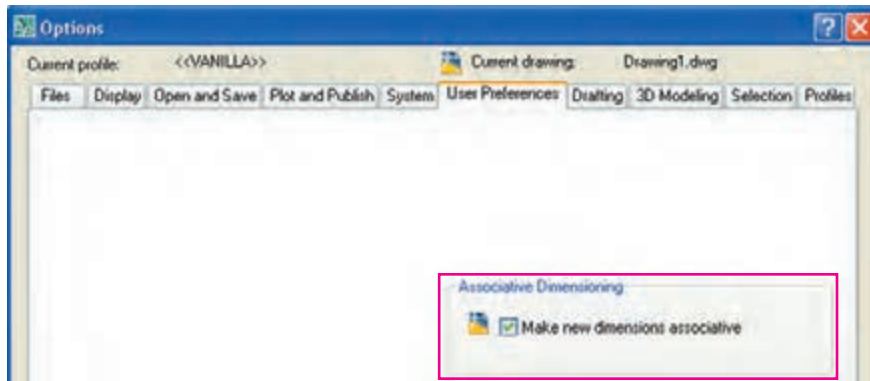 Options
Current profile: <<VANILLA>> Current drawing: Drawing1.dwg
Files Display Open and Save Plot and Publish System User Preferences Drafting 3D Modeling Selection Profiles
Associative Dimensioning
Make new dimensions associative